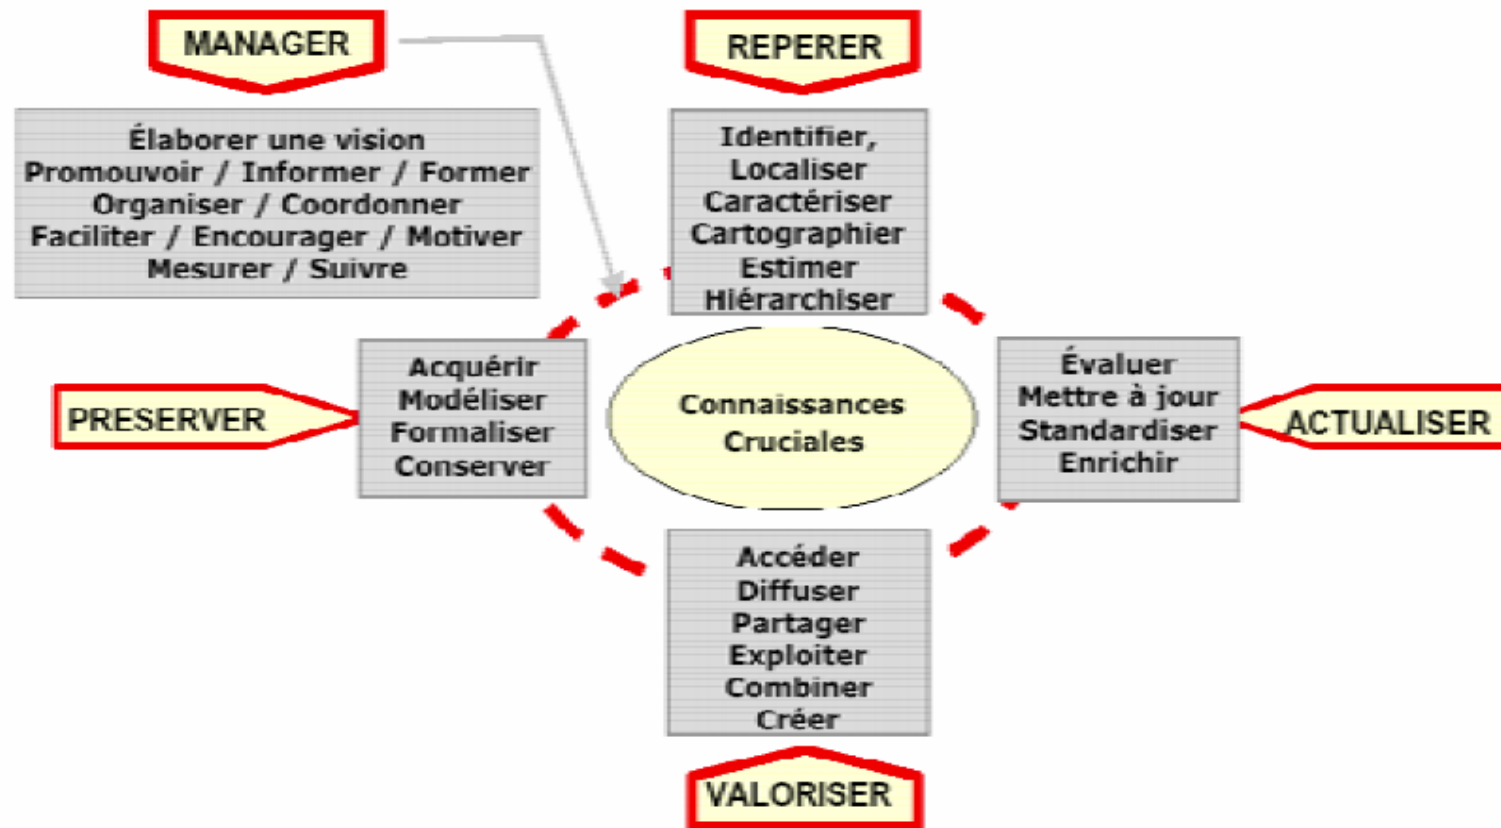 MANAGER
REPERER
Élaborer une vision
Promouvoir / Informer / Former
Organiser / Coordonner
Faciliter / Encourager / Motiver
Mesurer / Suivre
Identifier,
Localiser
Caractériser
Cartographier
Estimer
Hiérarchiser
PRESERVER
Acquérir
Modéliser
Formaliser
Conserver
Connaissances
Cruciales
Évaluer
Mettre à jour
Standardiser
Enrichir
ACTUALISER
Accéder
Diffuser
Partager
Exploiter
Combiner
Créer
VALORISER